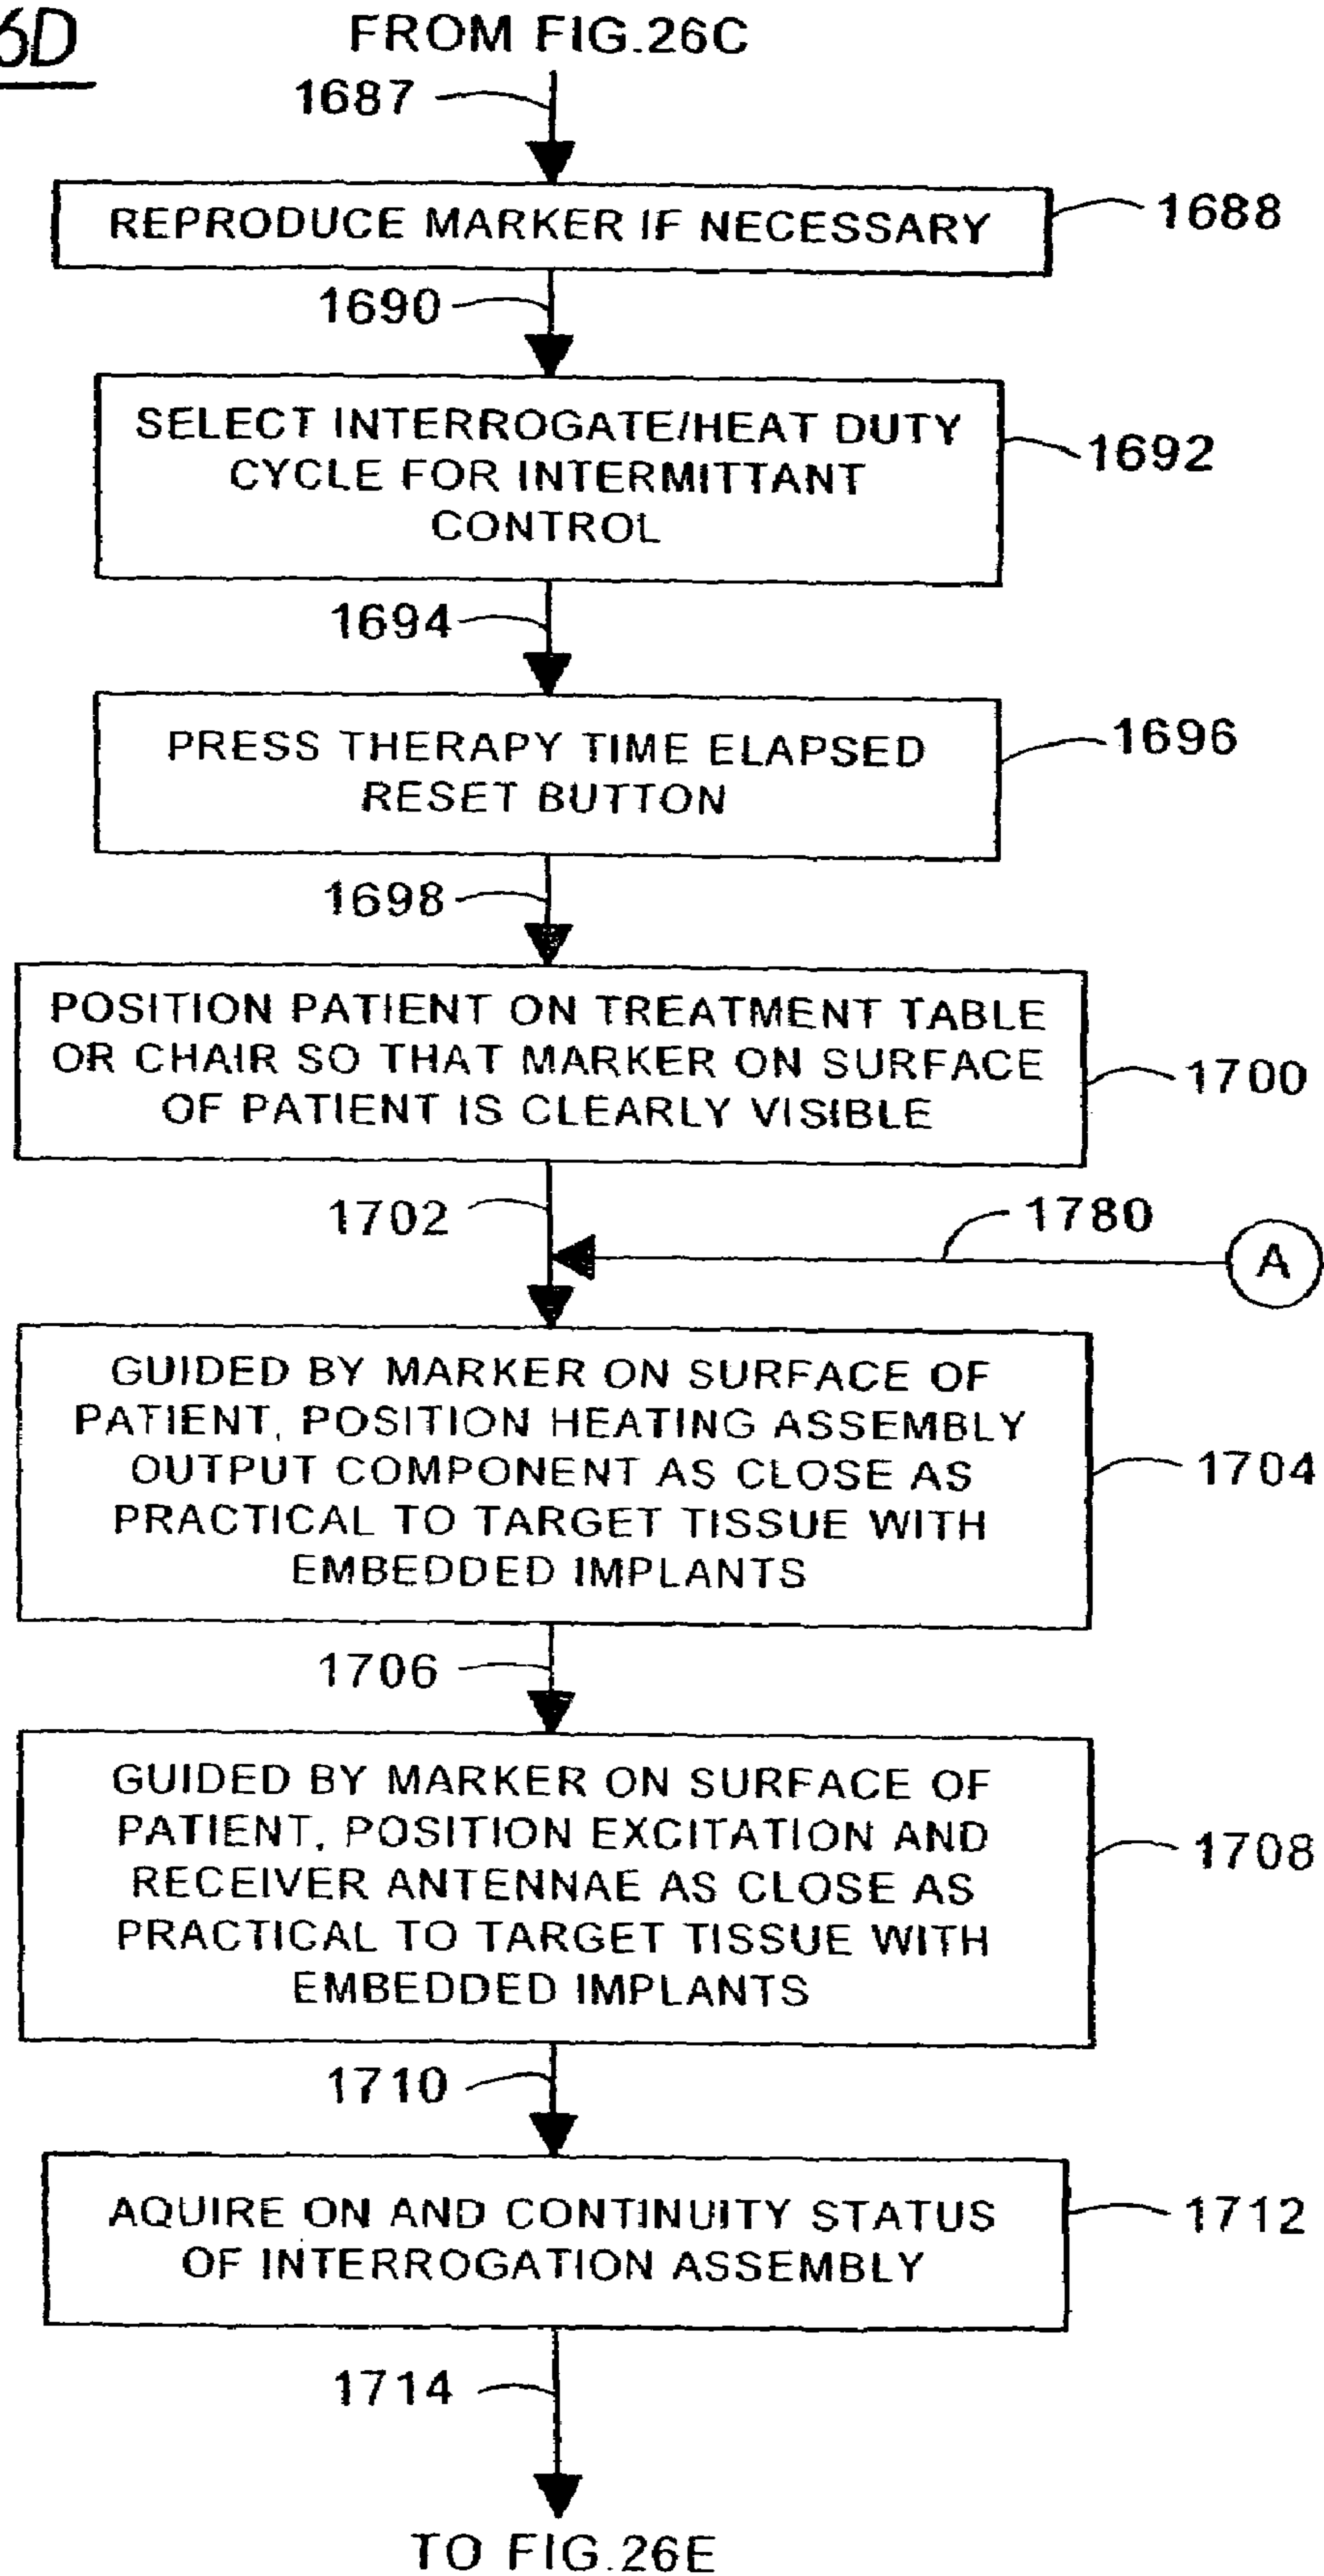 6D
FROM FIG.26C
1687
REPRODUCE MARKER IF NECESSARY
1688
1690
SELECT INTERROGATE/HEAT DUTY
CYCLE FOR INTERMITTANT
CONTROL
1692
1694
PRESS THERAPY TIME ELAPSED
RESET BUTTON
1696
1698
POSITION PATIENT ON TREATMENT TABLE
OR CHAIR SO THAT MARKER ON SURFACE
OF PATIENT IS CLEARLY VISIBLE
1700
1702
1780
A
GUIDED BY MARKER ON SURFACE OF
PATIENT, POSITION HEATING ASSEMBLY
OUTPUT COMPONENT AS CLOSE AS
PRACTICAL TO TARGET TISSUE WITH
EMBEDDED IMPLANTS
1704
1706
GUIDED BY MARKER ON SURFACE OF
PATIENT, POSITION EXCITATION AND
RECEIVER ANTENNAE AS CLOSE AS
PRACTICAL TO TARGET TISSUE WITH
EMBEDDED IMPLANTS
1708
1710
AQUIRE ON AND CONTINUITY STATUS
OF INTERROGATION ASSEMBLY
1712
1714
TO FIG.26E